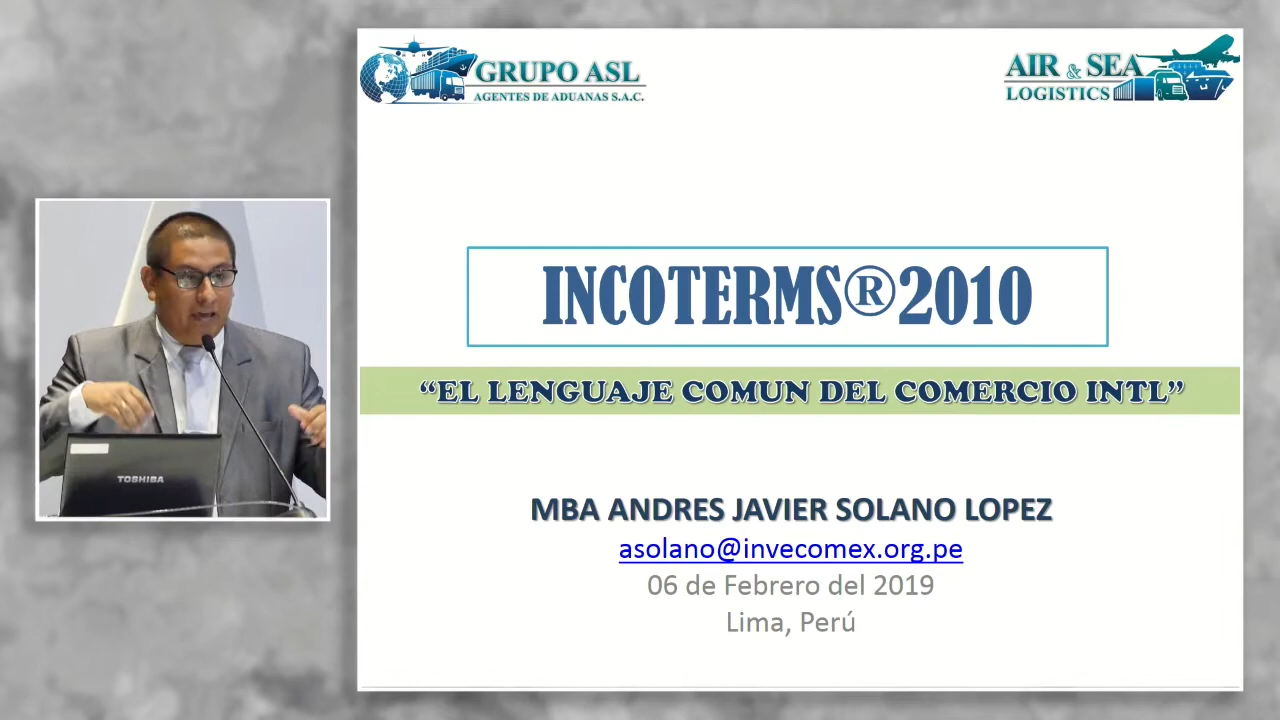 GRUPO ASL
AGENTES DE ADUANAS S.A.C.
AIR & SEA
LOGISTICS
INCOTERMS®2010
“EL LENGUAJE COMUN DEL COMERCIO INTL”
TOSHIBA
MBA ANDRES JAVIER SOLANO LOPEZ
asolano@invecomex.org.pe
06 de Febrero del 2019
Lima, Perú